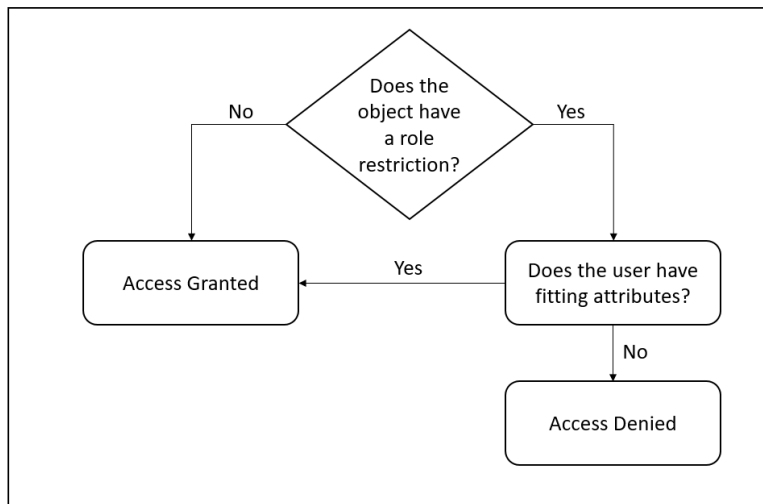 Does the
object have
a role
restriction?
No
Yes
Access Granted
Yes
Does the user have
fitting attributes?
No
Access Denied